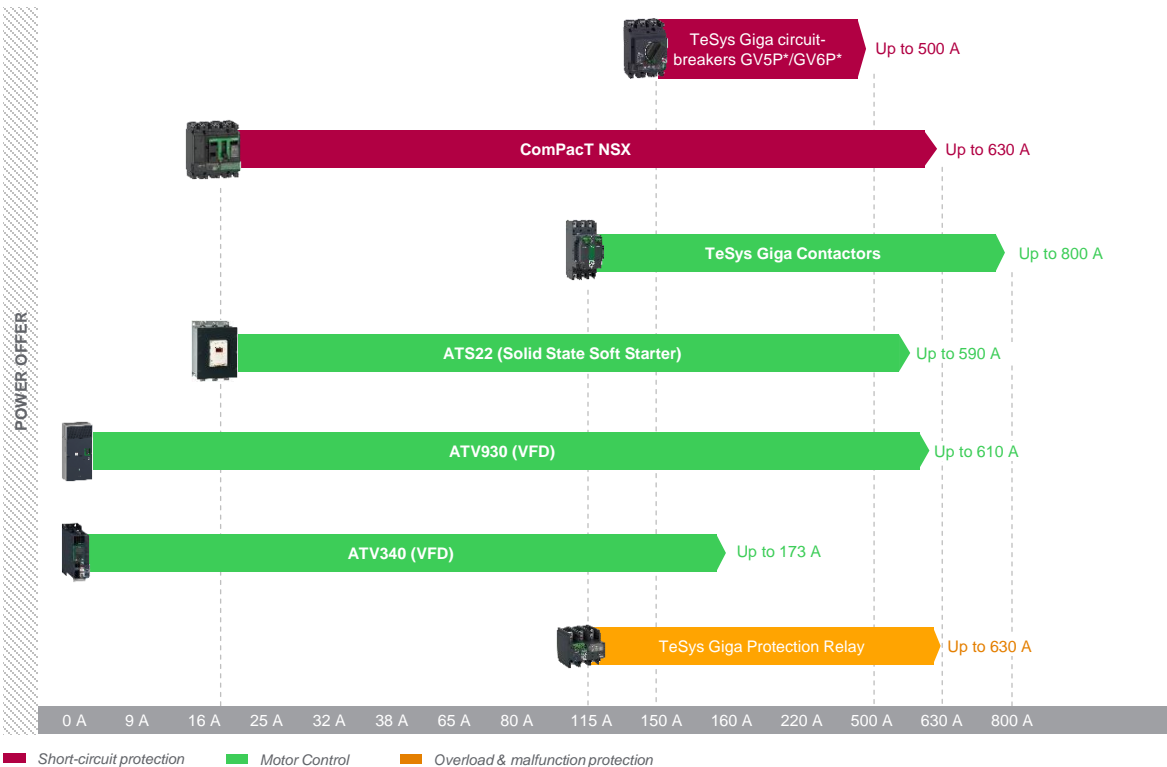 POWER OFFER
TeSys Giga circuit-
breakers GV5P*/GV6P*
Up to 500 A
ComPacT NSX
Up to 630 A
TeSys Giga Contactors
Up to 800 A
ATS22 (Solid State Soft Starter)
Up to 590 A
ATV930 (VFD)
Up to 610 A
ATV340 (VFD)
Up to 173 A
TeSys Giga Protection Relay
Up to 630 A
0 A 9 A 16 A 25 A 32 A 38 A 65 A 80 A 115 A 150 A 160 A 220 A 500 A 630 A 800 A
Short-circuit protection Motor Control Overload & malfunction protection